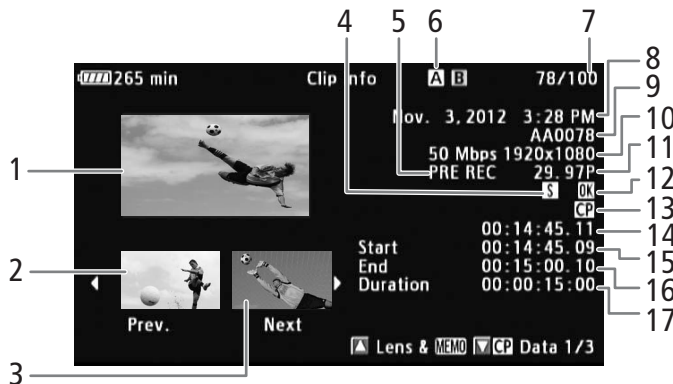 4 5 6 7
265 min Clip Info A B 78/100
8
Nov. 3, 2012 3:28 PM
9
AA0078
10
50 Mbps 1920x1080
11
PRE REC 29. 97P
1
S OK
12
CP
13
00:14:45. 11
14
Start 00:14:45. 09
15
2
End 00:15:00. 10
16
Duration 00:00:15:00
17
Prev. Next
Lens & MEMO CP Data 1/3
3